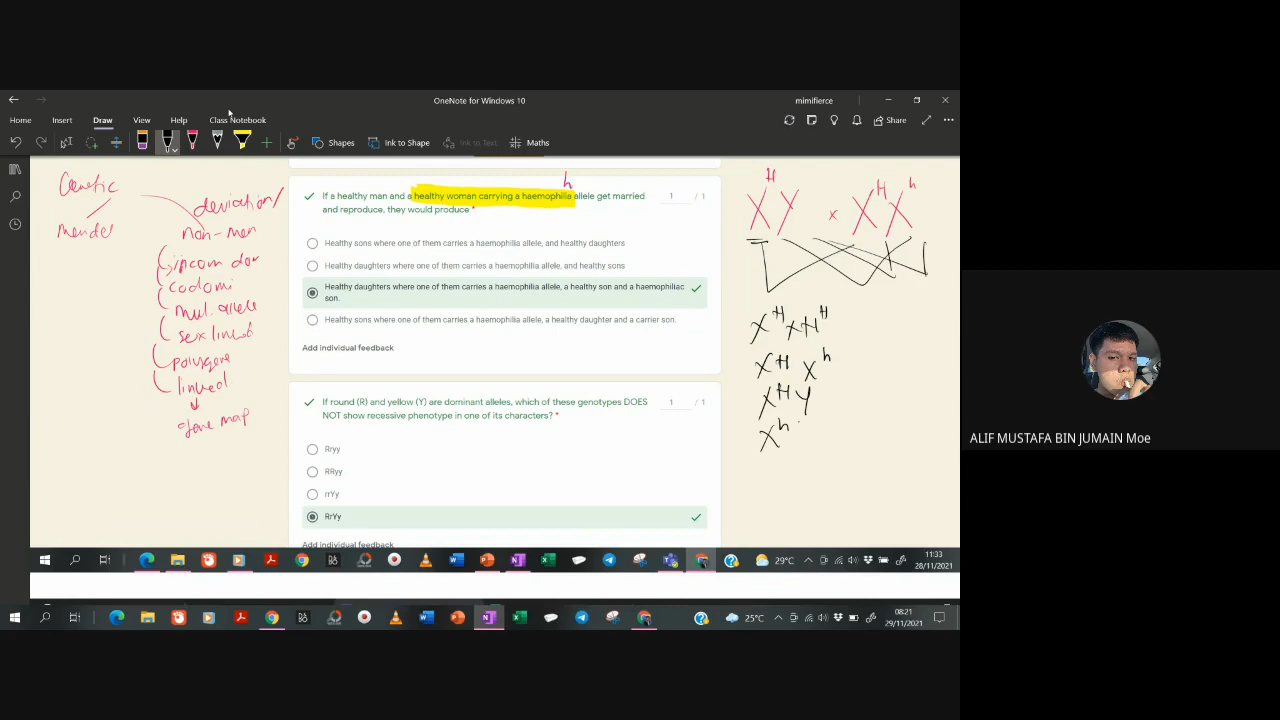 OneNote for Windows 10
mimifierce
Home
Insert
Draw
View
Help
Class Notebook
Share
Shapes
Ink to Shape
Ink to Text
Maths
Genetic
Mendel
deviation/
non-men
incom dom
codomi
mul. allele
sex linked
polygene
linked
gene map
h
If a healthy man and a healthy woman carrying a haemophilia allele get married
and reproduce, they would produce *
1 / 1
Healthy sons where one of them carries a haemophilia allele, and healthy daughters
Healthy daughters where one of them carries a haemophilia allele, and healthy sons
Healthy daughters where one of them carries a haemophilia allele, a healthy son and a haemophiliac
son.
Healthy sons where one of them carries a haemophilia allele, a healthy daughter and a carrier son.
Add individual feedback
If round (R) and yellow (Y) are dominant alleles, which of these genotypes DOES
NOT show recessive phenotype in one of its characters? *
1 / 1
Rryy
RRyy
rrYy
RrYy
Add individual feedback
X H Y x X H X h
X H X h
X H Y
X h
29°C
11:33
28/11/2021
25°C
08:21
29/11/2021
ALIF MUSTAFA BIN JUMAIN Moe